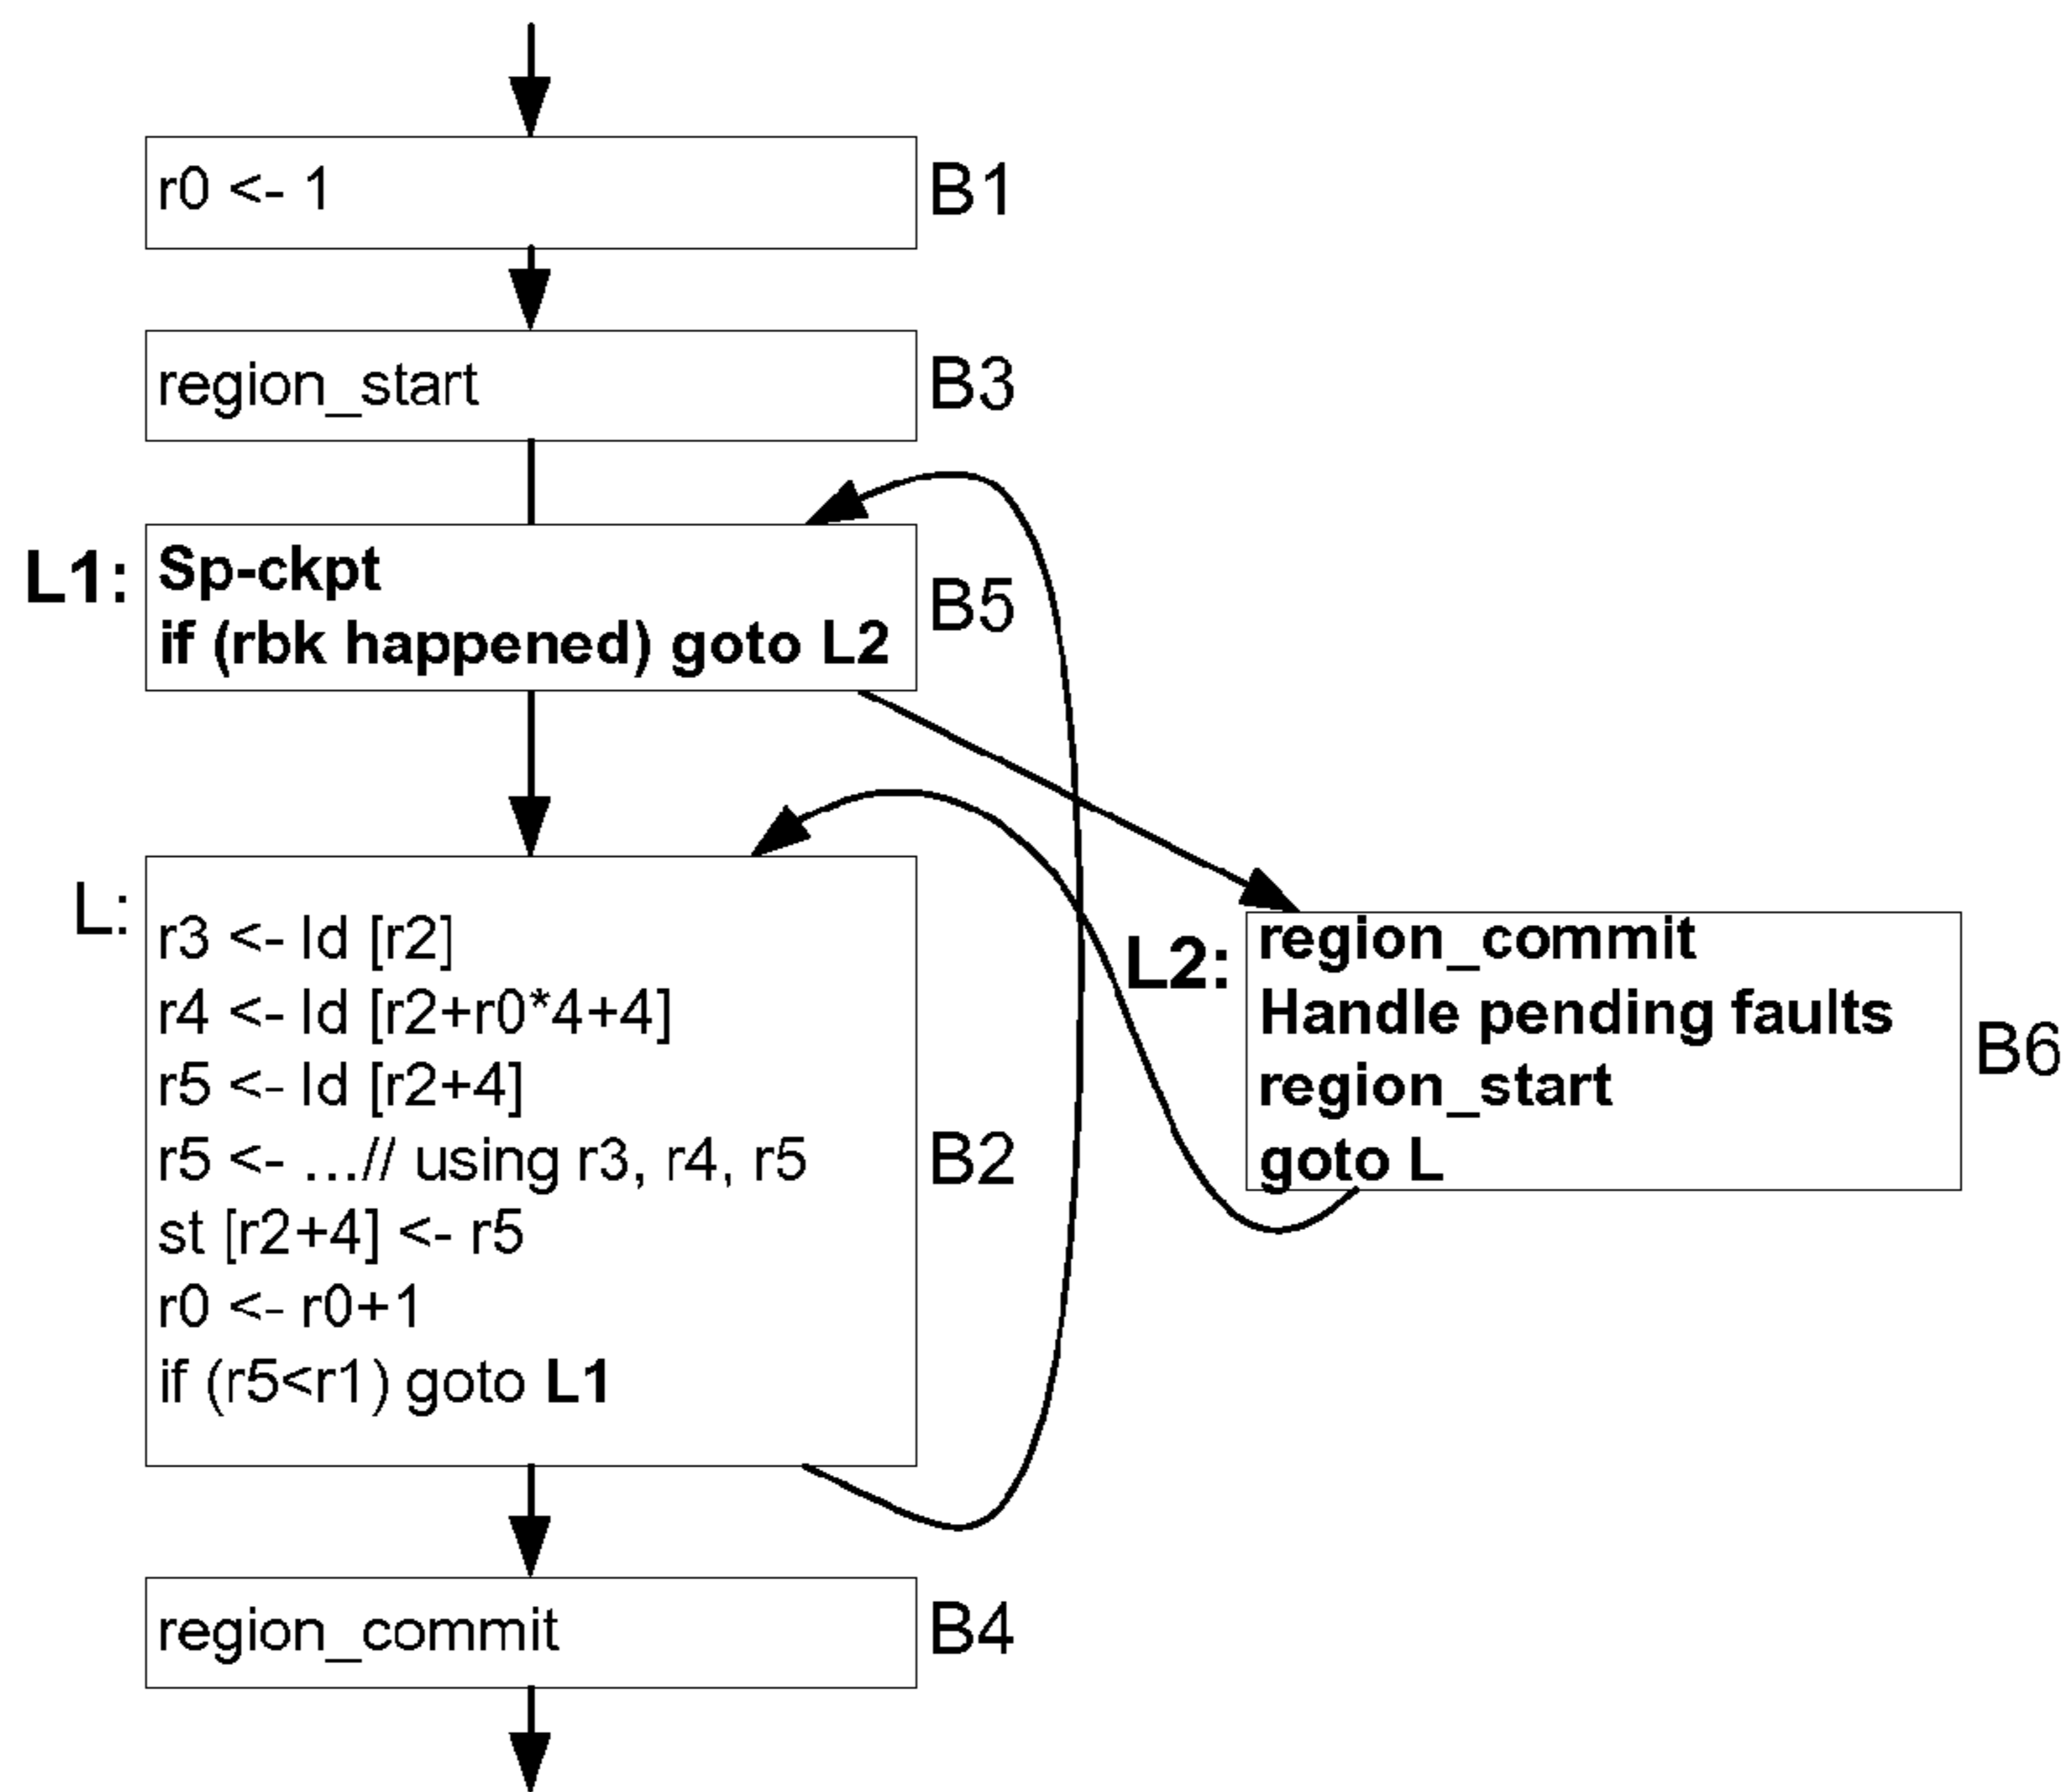 r0 <- 1
B1
region_start
B3
L1:
Sp-ckpt
if (rbk happened) goto L2
B5
L:
r3 <- ld [r2]
r4 <- ld [r2+r0*4+4]
r5 <- ld [r2+4]
r5 <- ...// using r3, r4, r5
st [r2+4] <- r5
r0 <- r0+1
if (r5<r1) goto L1
B2
L2:
region_commit
Handle pending faults
region_start
goto L
B6
region_commit
B4